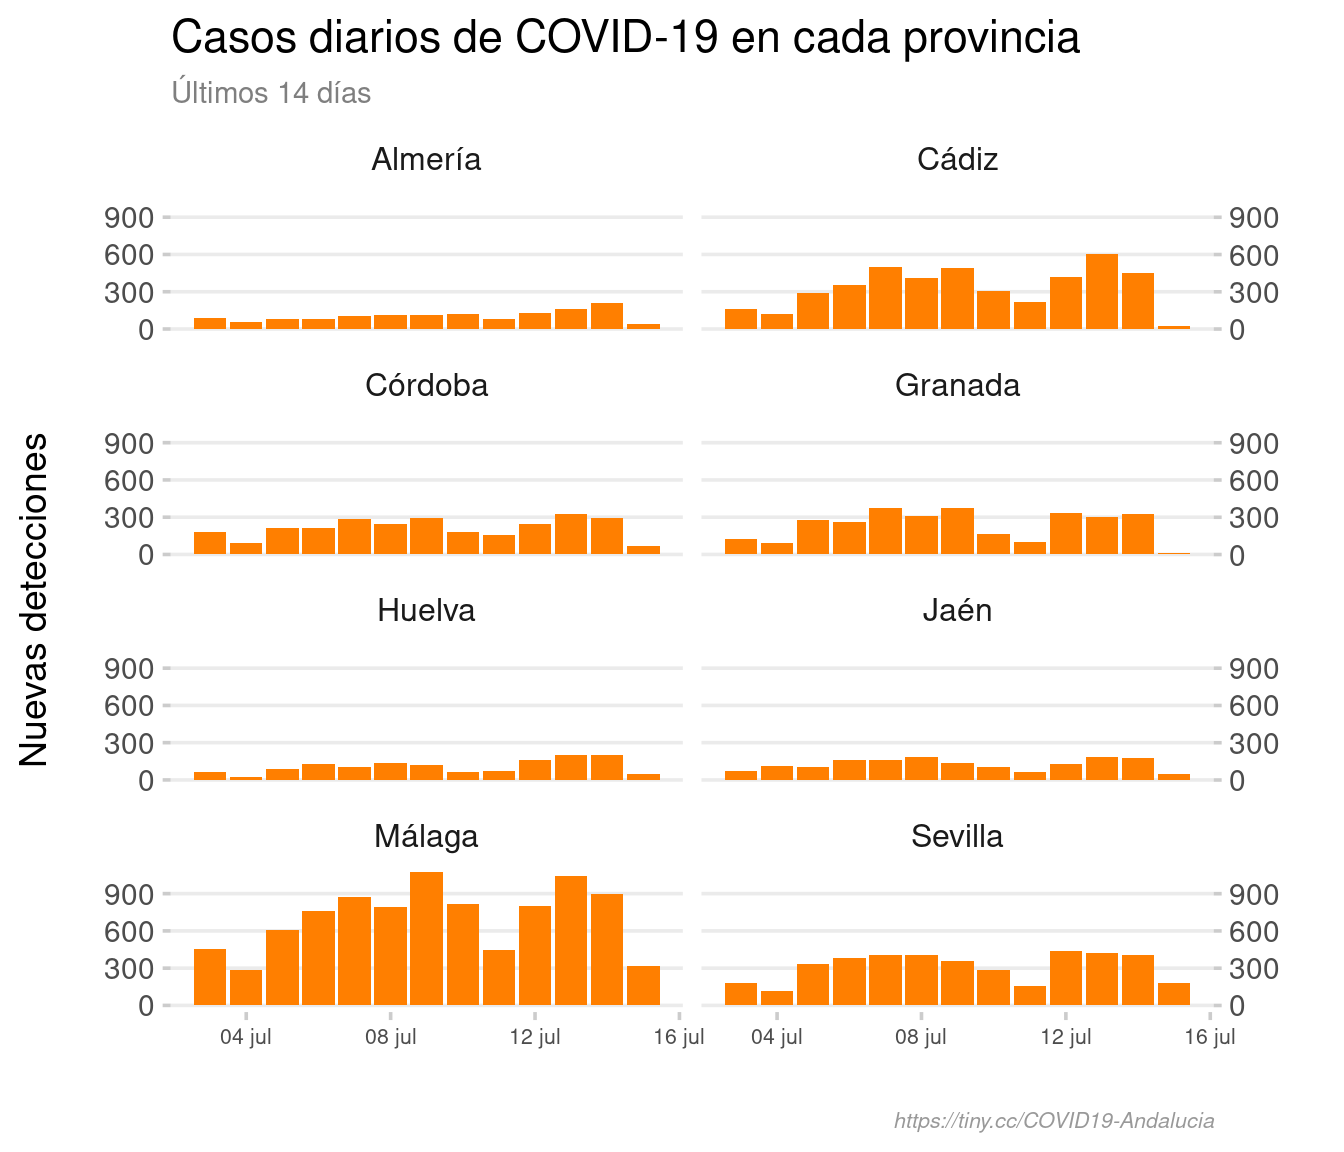 Casos diarios de COVID-19 en cada provincia
Últimos 14 días
Nuevas detecciones
Almería
Cádiz
900
600
300
0
900
600
300
0
Córdoba
Granada
900
600
300
0
900
600
300
0
Huelva
Jaén
900
600
300
0
900
600
300
0
Málaga
Sevilla
900
600
300
0
900
600
300
0
04 jul 08 jul 12 jul 16 jul 04 jul 08 jul 12 jul 16 jul
https://tiny.cc/COVID19-Andalucia